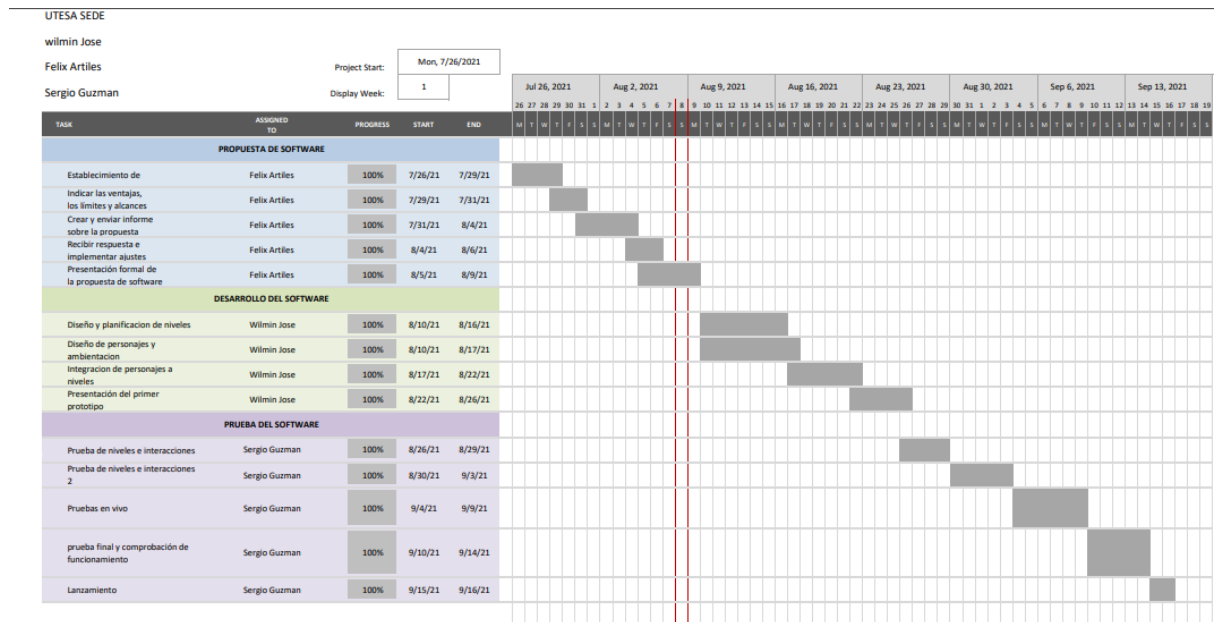 UTESA SEDE
wilmin Jose
Felix Artiles
Project Start: Mon, 7/26/2021
Sergio Guzman
Display Week: 1
Jul 26, 2021 Aug 2, 2021 Aug 9, 2021 Aug 16, 2021 Aug 23, 2021 Aug 30, 2021 Sep 6, 2021 Sep 13, 2021
26 27 28 29 30 31 1 2 3 4 5 6 7 8 9 10 11 12 13 14 15 16 17 18 19 20 21 22 23 24 25 26 27 28 29 30 31 1 2 3 4 5 6 7 8 9 10 11 12 13 14 15 16 17 18 19
TASK ASSIGNED TO PROGRESS START END M T W T F S S M T W T F S S M T W T F S S M T W T F S S M T W T F S S M T W T F S S M T W T F S S M T W T F S S
PROPUESTA DE SOFTWARE
Establecimiento de Felix Artiles 100% 7/26/21 7/29/21
Indicar las ventajas,
los límites y alcances Felix Artiles 100% 7/29/21 7/31/21
Crear y enviar informe
sobre la propuesta Felix Artiles 100% 7/31/21 8/4/21
Recibir respuesta e
implementar ajustes Felix Artiles 100% 8/4/21 8/6/21
Presentación formal de
la propuesta de software Felix Artiles 100% 8/5/21 8/9/21
DESARROLLO DEL SOFTWARE
Diseño y planificacion de niveles Wilmin Jose 100% 8/10/21 8/16/21
Diseño de personajes y
ambientacion Wilmin Jose 100% 8/10/21 8/17/21
Integracion de personajes a
niveles Wilmin Jose 100% 8/17/21 8/22/21
Presentación del primer
prototipo Wilmin Jose 100% 8/22/21 8/26/21
PRUEBA DEL SOFTWARE
Prueba de niveles e interacciones Sergio Guzman 100% 8/26/21 8/29/21
Prueba de niveles e interacciones
2 Sergio Guzman 100% 8/30/21 9/3/21
Pruebas en vivo Sergio Guzman 100% 9/4/21 9/9/21
prueba final y comprobación de
funcionamiento Sergio Guzman 100% 9/10/21 9/14/21
Lanzamiento Sergio Guzman 100% 9/15/21 9/16/21